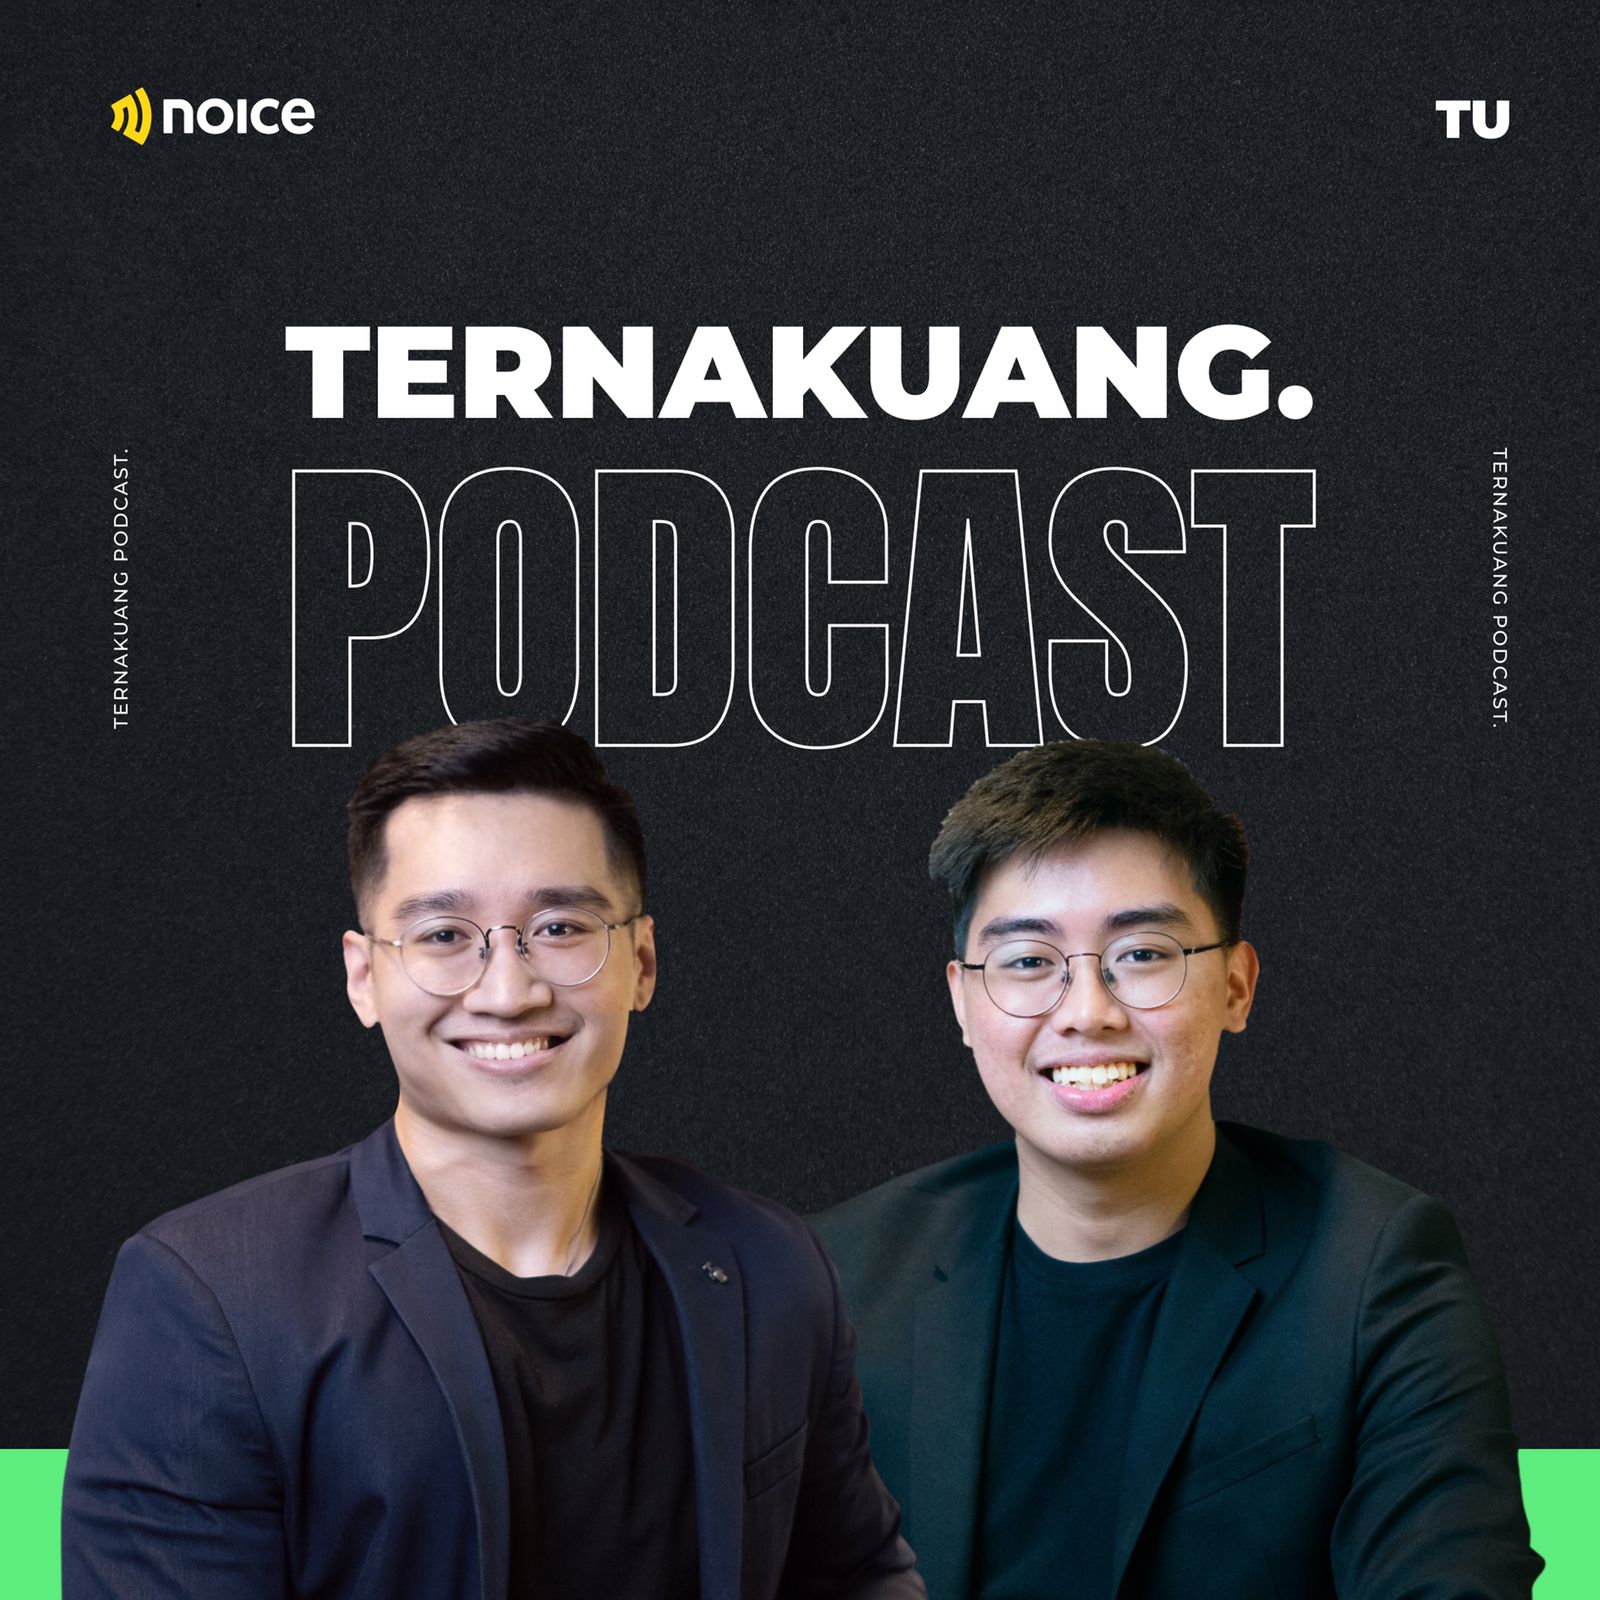 noice
TU
TERNAKUANG.
PODCAST
TERNAKUANG PODCAST.
TERNAKUANG PODCAST.